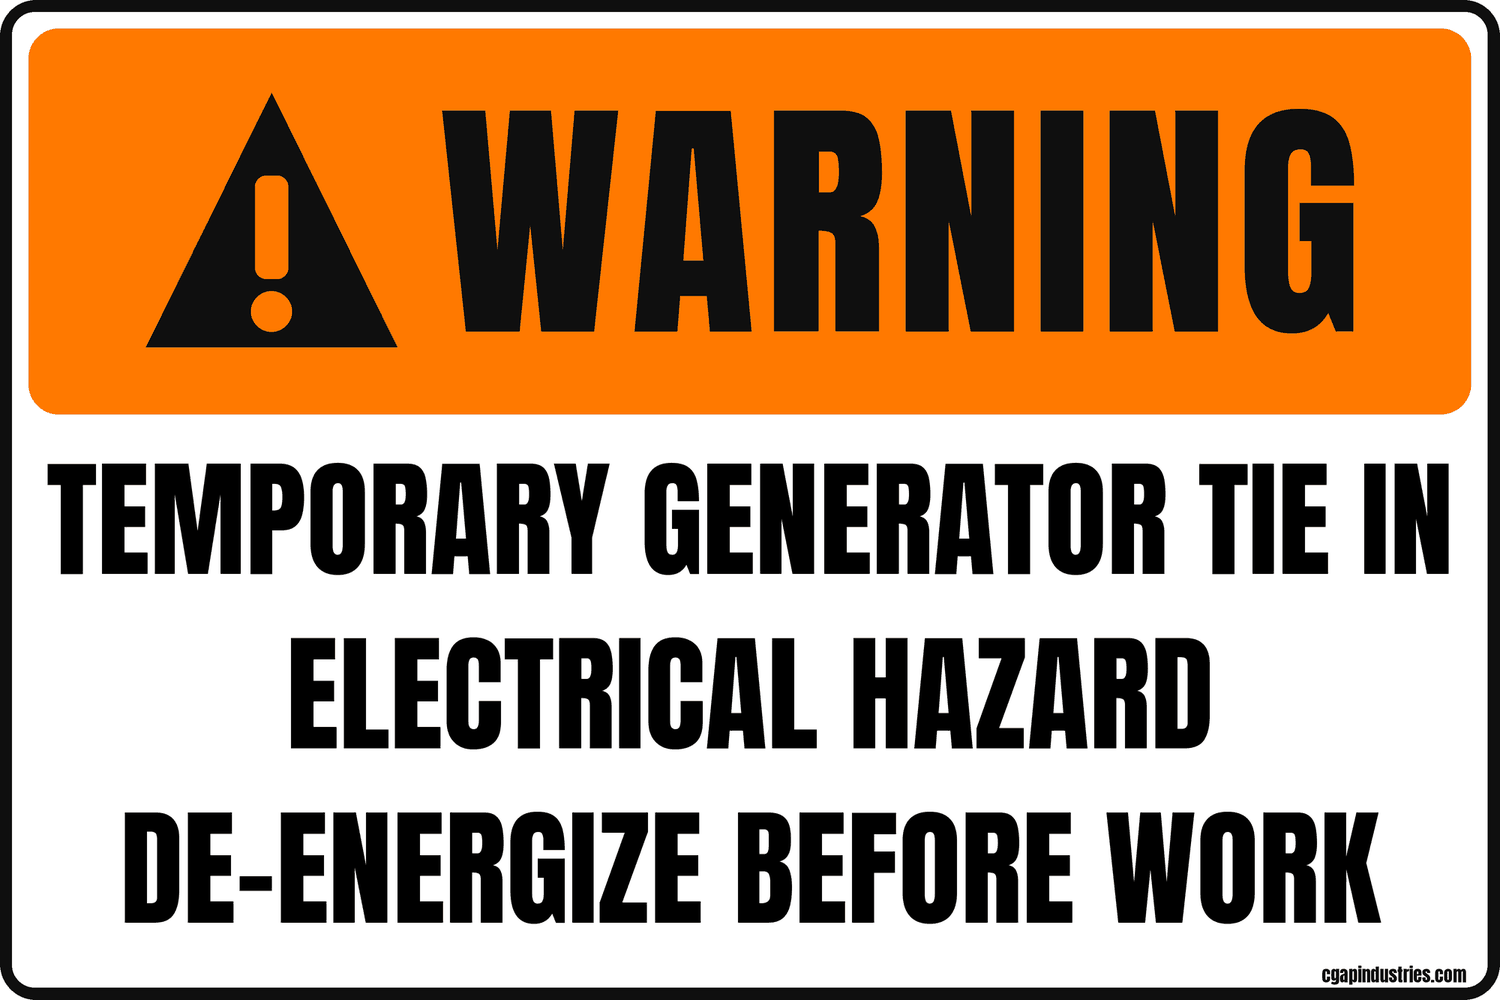 WARNING
TEMPORARY GENERATOR TIE IN
ELECTRICAL HAZARD
DE-ENERGIZE BEFORE WORK
cgapindustries.com